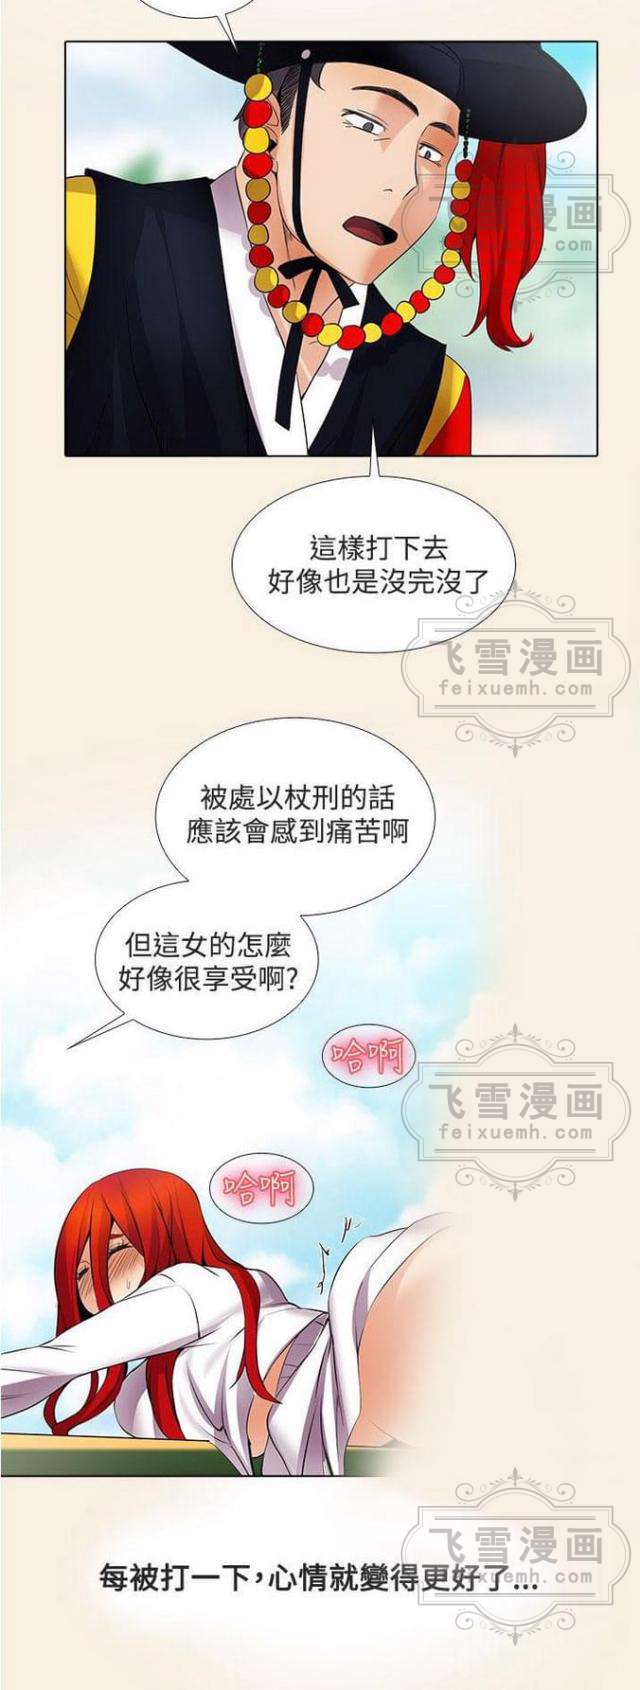 飞雪漫画
feixuemh.com
這樣打下去
好像也是沒完沒了
飞雪漫画
feixuemh.com
被處以杖刑的話
應該會感到痛苦啊
但這女的怎麼
好像很享受啊?
哈啊
飞雪漫画
feixuemh.com
哈啊
飞雪漫画
feixuemh.com
每被打一下,心情就變得更好了...